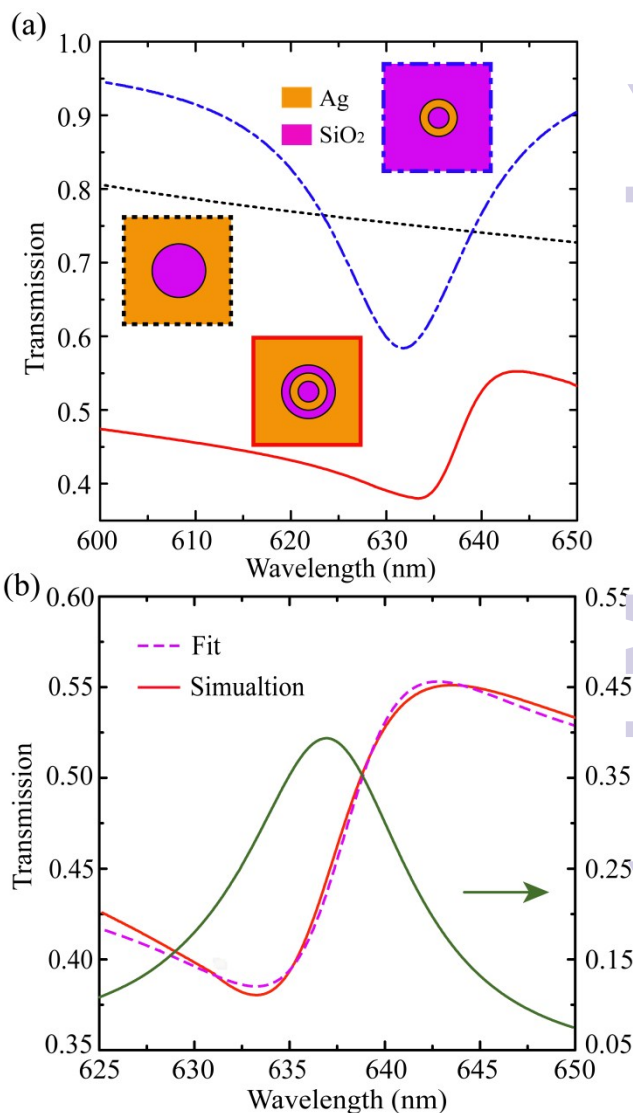 (a)
1.0
0.9
0.8
0.7
0.6
0.5
0.4
Transmission
Ag
SiO₂
600 610 620 630 640 650
Wavelength (nm)
(b)
0.60
0.55
0.50
0.45
0.40
0.35
Transmission
Fit
Simualtion
0.55
0.45
0.35
0.25
0.15
0.05
625 630 635 640 645 650
Wavelength (nm)